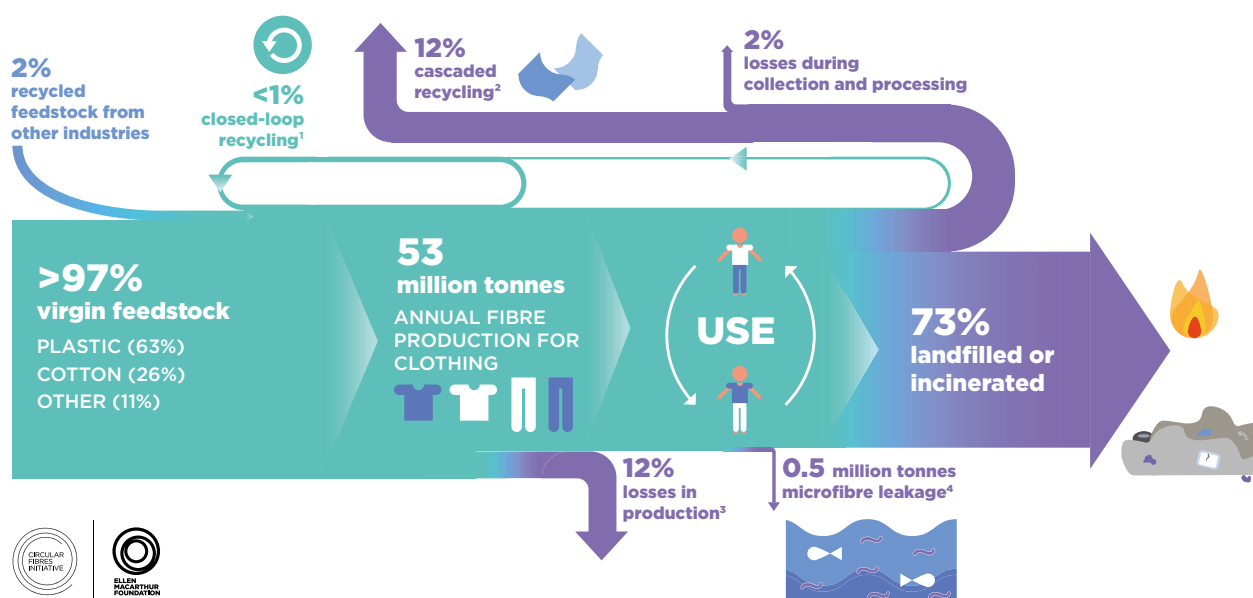 2%
recycled
feedstock from
other industries
<1%
closed-loop
recycling¹
12%
cascaded
recycling²
2%
losses during
collection and processing
>97%
virgin feedstock
PLASTIC (63%)
COTTON (26%)
OTHER (11%)
53
million tonnes
ANNUAL FIBRE
PRODUCTION FOR
CLOTHING
USE
73%
landfilled or
incinerated
12%
losses in
production³
0.5 million tonnes
microfibre leakage⁴
CIRCULAR
FIBRES
INITIATIVE
ELLEN
MACARTHUR
FOUNDATION